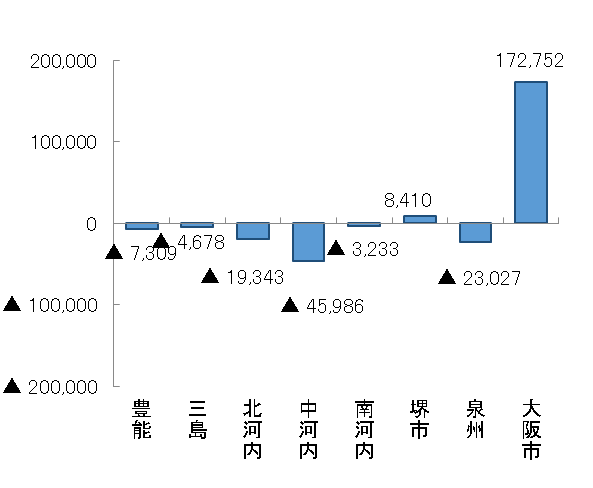 200,000
172,752
100,000
8,410
0
▲ 7,309
▲ 4,678
▲ 3,233
▲ 19,343
▲ 23,027
▲ 100,000
▲ 45,986
▲ 200,000
豊能
三島
北河内
中河内
南河内
堺市
泉州
大阪市